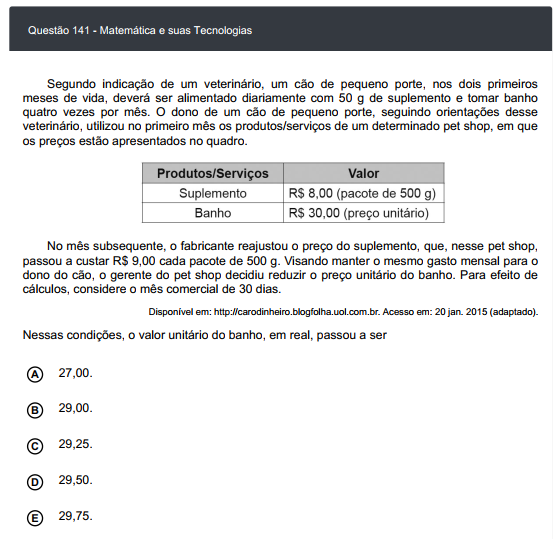 Questão 141 - Matemática e suas Tecnologias
Segundo indicação de um veterinário, um cão de pequeno porte, nos dois primeiros
meses de vida, deverá ser alimentado diariamente com 50 g de suplemento e tomar banho
quatro vezes por mês. O dono de um cão de pequeno porte, seguindo orientações desse
veterinário, utilizou no primeiro mês os produtos/serviços de um determinado pet shop, em que
os preços estão apresentados no quadro.
Produtos/Serviços Valor
Suplemento R$ 8,00 (pacote de 500 g)
Banho R$ 30,00 (preço unitário)
No mês subsequente, o fabricante reajustou o preço do suplemento, que, nesse pet shop,
passou a custar R$ 9,00 cada pacote de 500 g. Visando manter o mesmo gasto mensal para o
dono do cão, o gerente do pet shop decidiu reduzir o preço unitário do banho. Para efeito de
cálculos, considere o mês comercial de 30 dias.
Disponível em: http://carodinheiro.blogfolha.uol.com.br. Acesso em: 20 jan. 2015 (adaptado).
Nessas condições, o valor unitário do banho, em real, passou a ser
A 27,00.
B 29,00.
C 29,25.
D 29,50.
E 29,75.